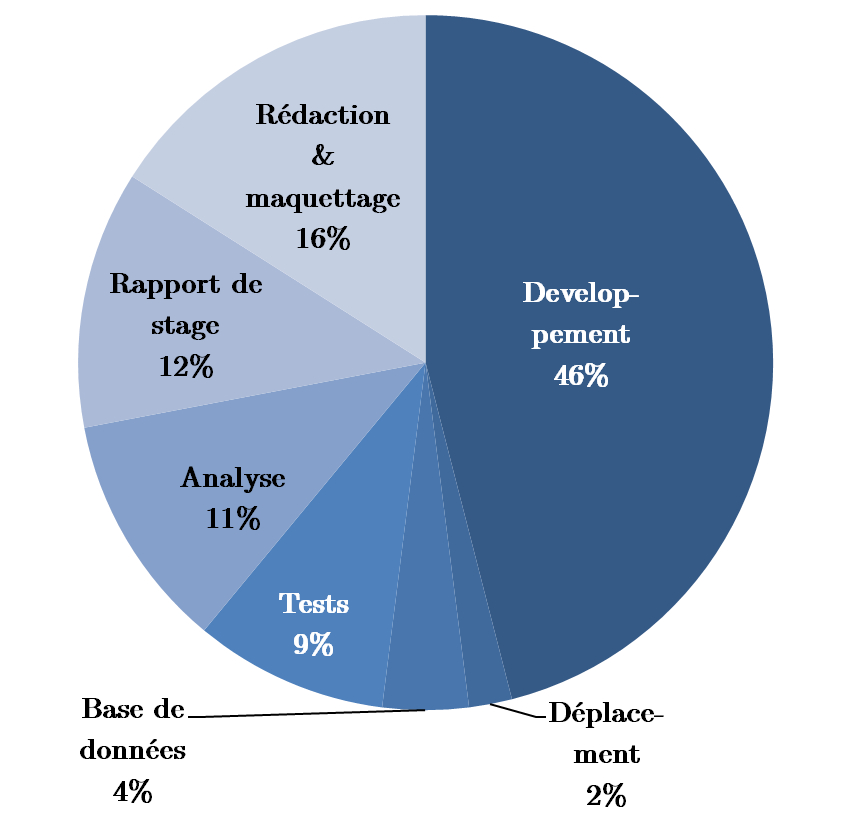 Rédaction
&
maquettage
16%
Rapport de
stage
12%
Develop-
pement
46%
Analyse
11%
Tests
9%
Base de
données
4%
Déplace-
ment
2%